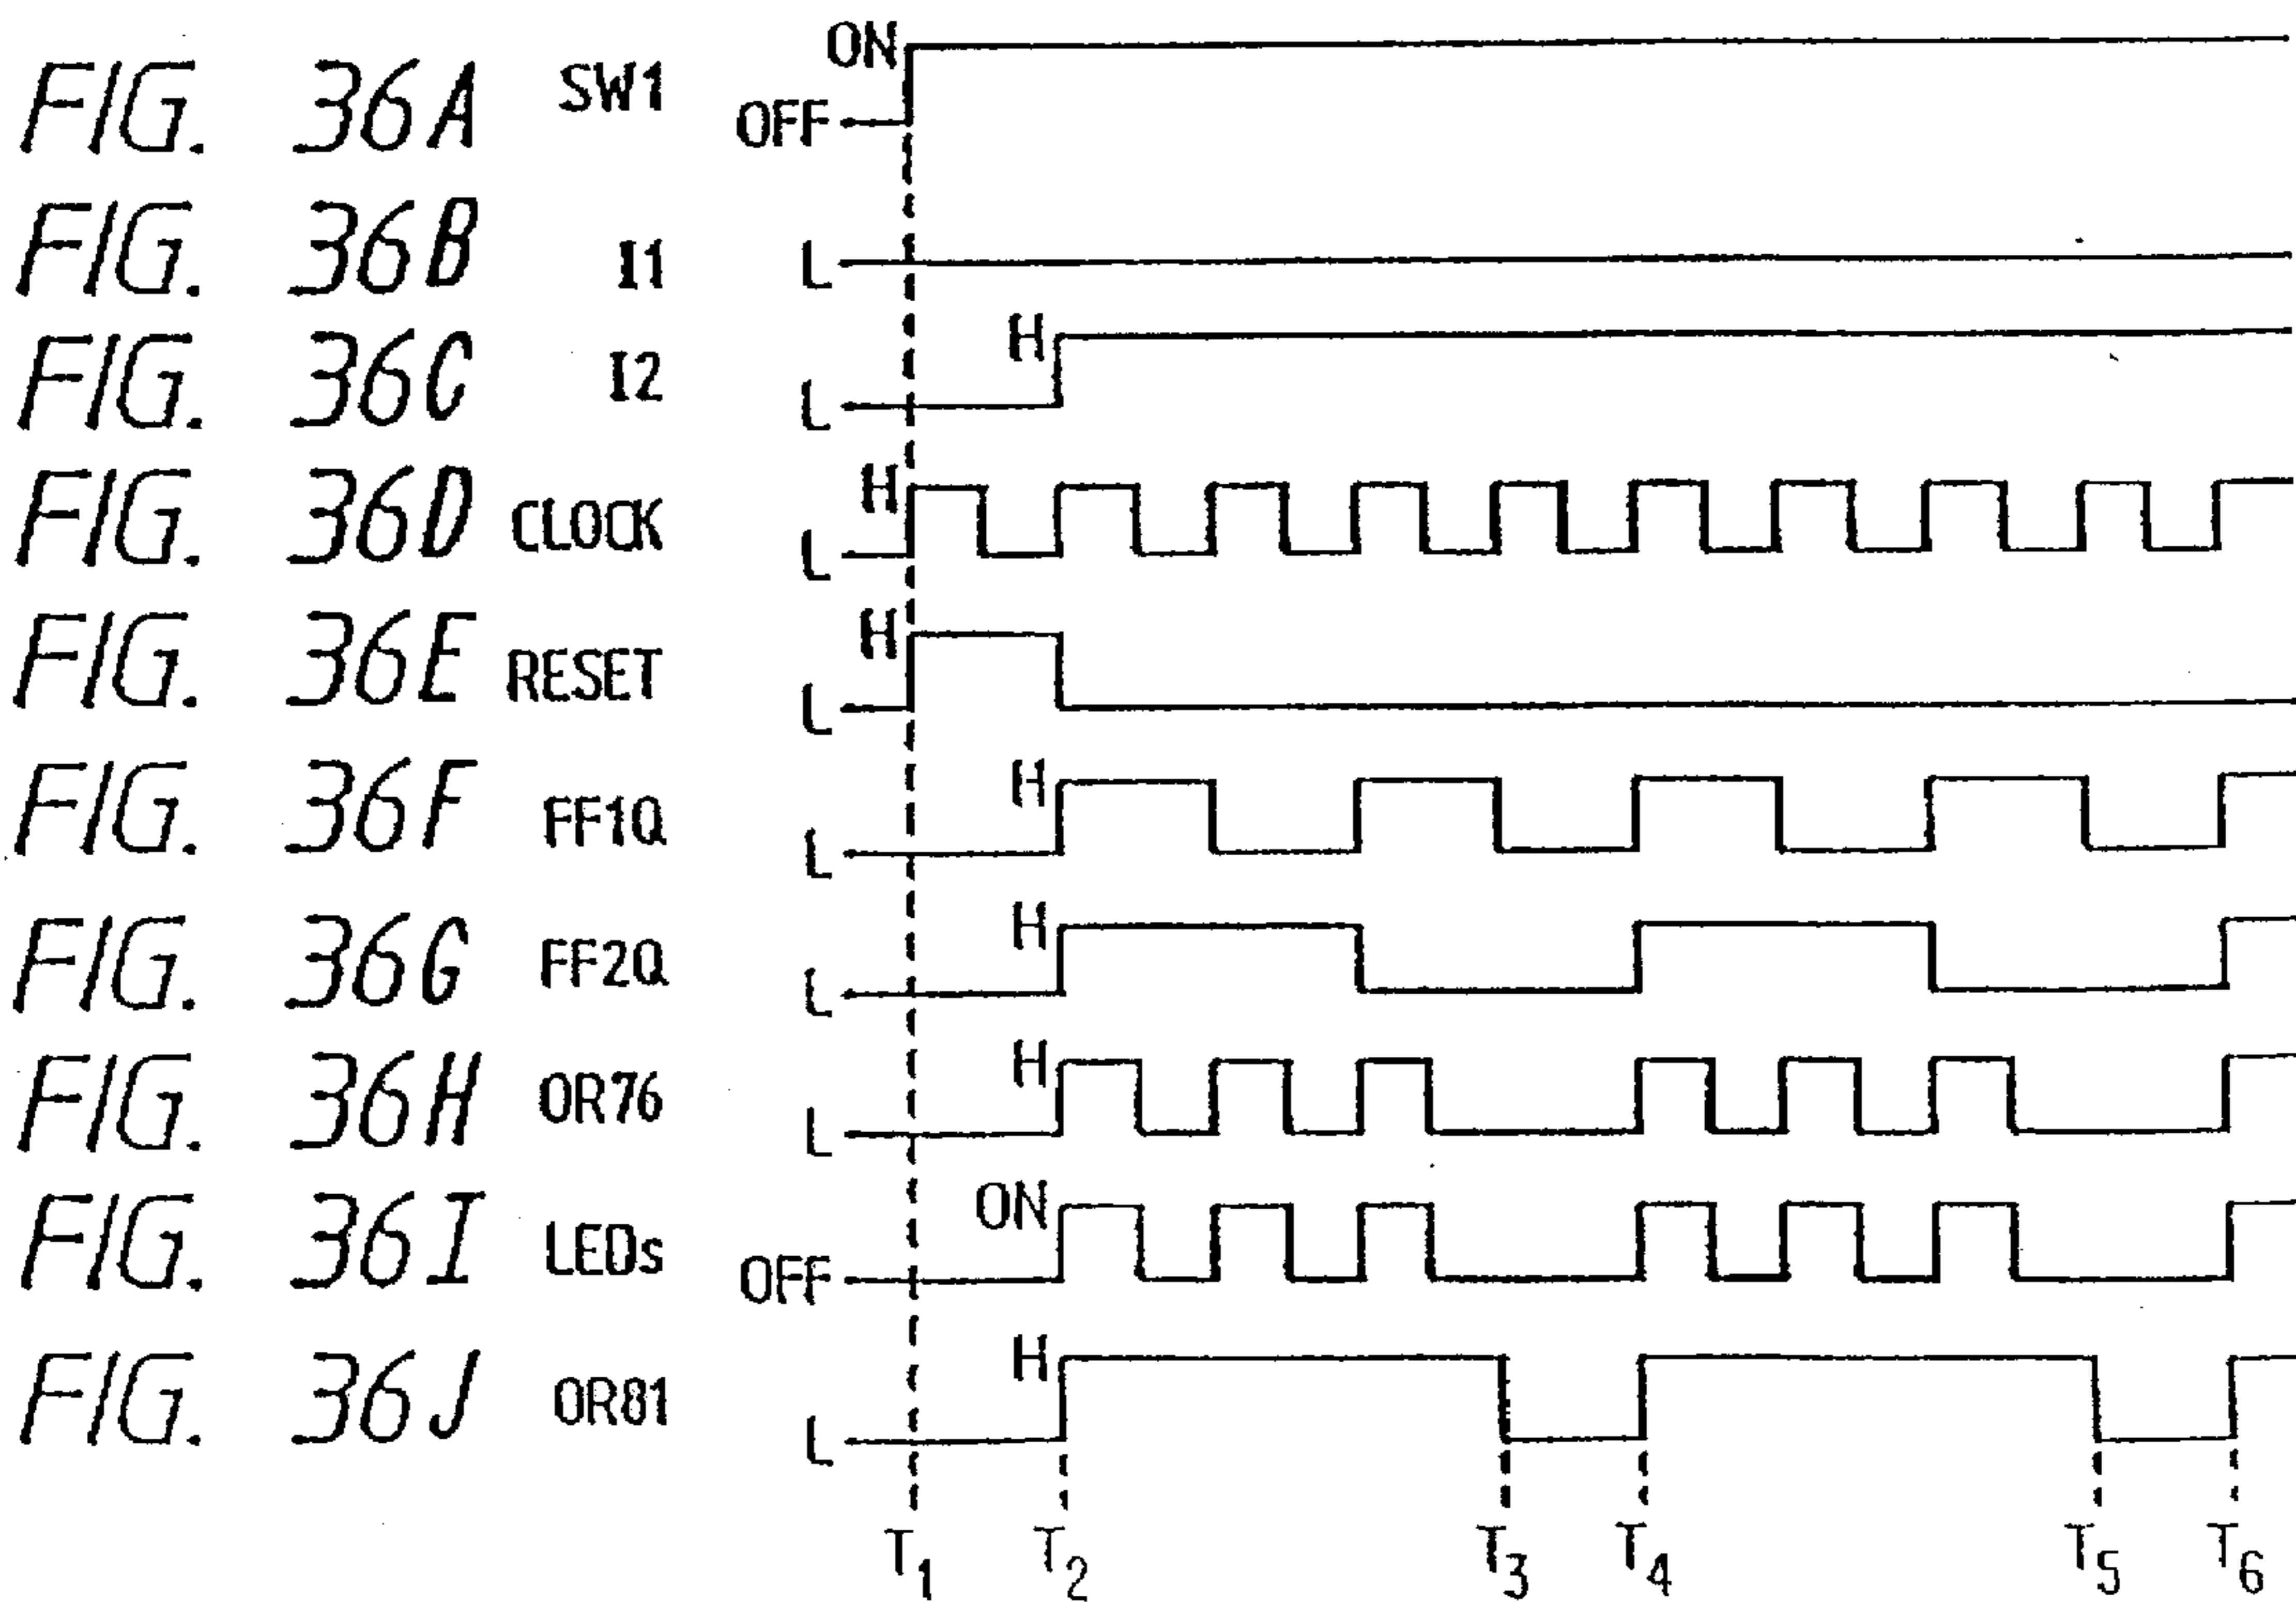 FIG. 36A SW1 ON OFF
FIG. 36B I1 L
FIG. 36C I2 H L
FIG. 36D CLOCK H L
FIG. 36E RESET H L
FIG. 36F FF1Q H L
FIG. 36G FF2Q H L
FIG. 36H OR76 H L
FIG. 36I LEDs ON OFF
FIG. 36J OR81 H L
T1 T2 T3 T4 T5 T6